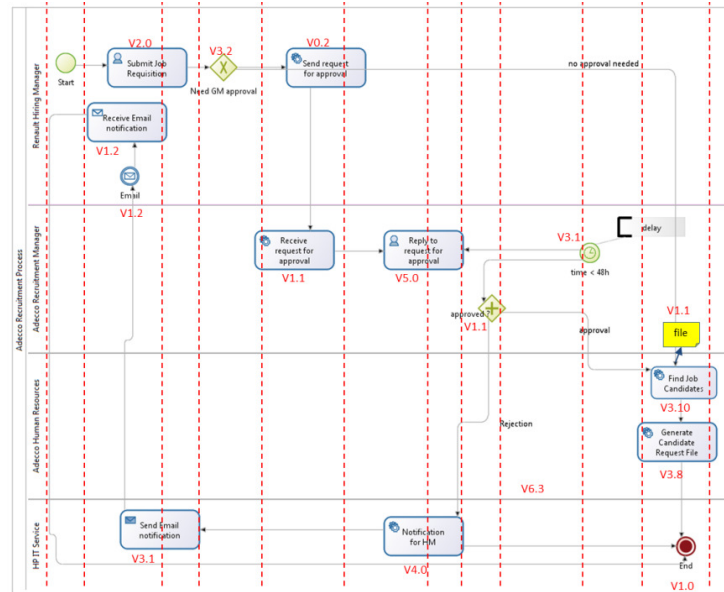 V2.0
V3.2
V0.2
Submit Job
Requisition
Send request
for approval
no approval needed
Start
Need GM approval
Renault Hiring Manager
Receive Email
notification
V1.2
Email
V1.2
Adecco Recruitment Process
Adecco Recruitment Manager
Receive
request for
approval
V1.1
Reply to
request for
approval
V5.0
V3.1
delay
time < 48h
approved ?
V1.1
approval
V1.1
file
Adecco Human Resources
Find Job
Candidates
V3.10
Generate
Candidate
Request File
V3.8
Rejection
V6.3
HP IT Service
Send Email
notification
V3.1
Notification
for HM
V4.0
End
V1.0